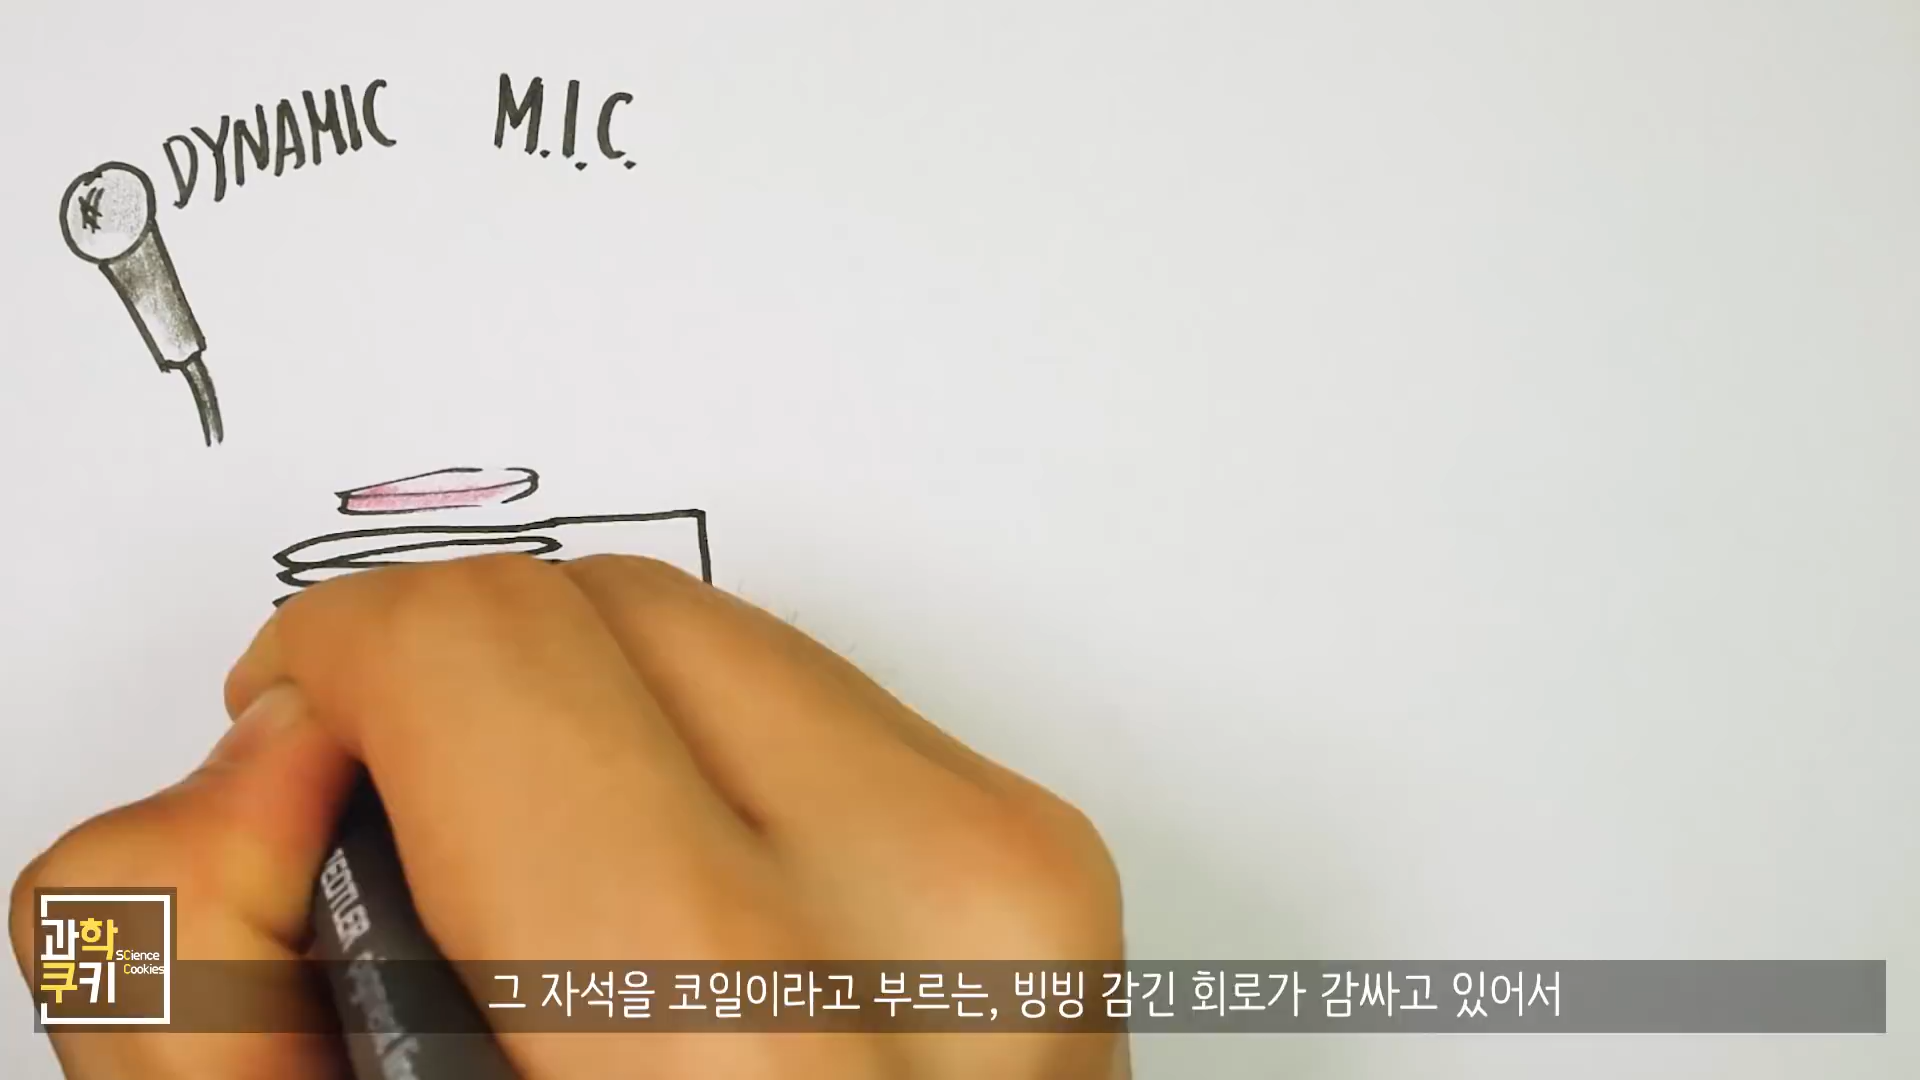 DYNAMIC M.I.C.
과학
쿠키
Science
Cookies
그 자석을 코일이라고 부르는, 빙빙 감긴 회로가 감싸고 있어서